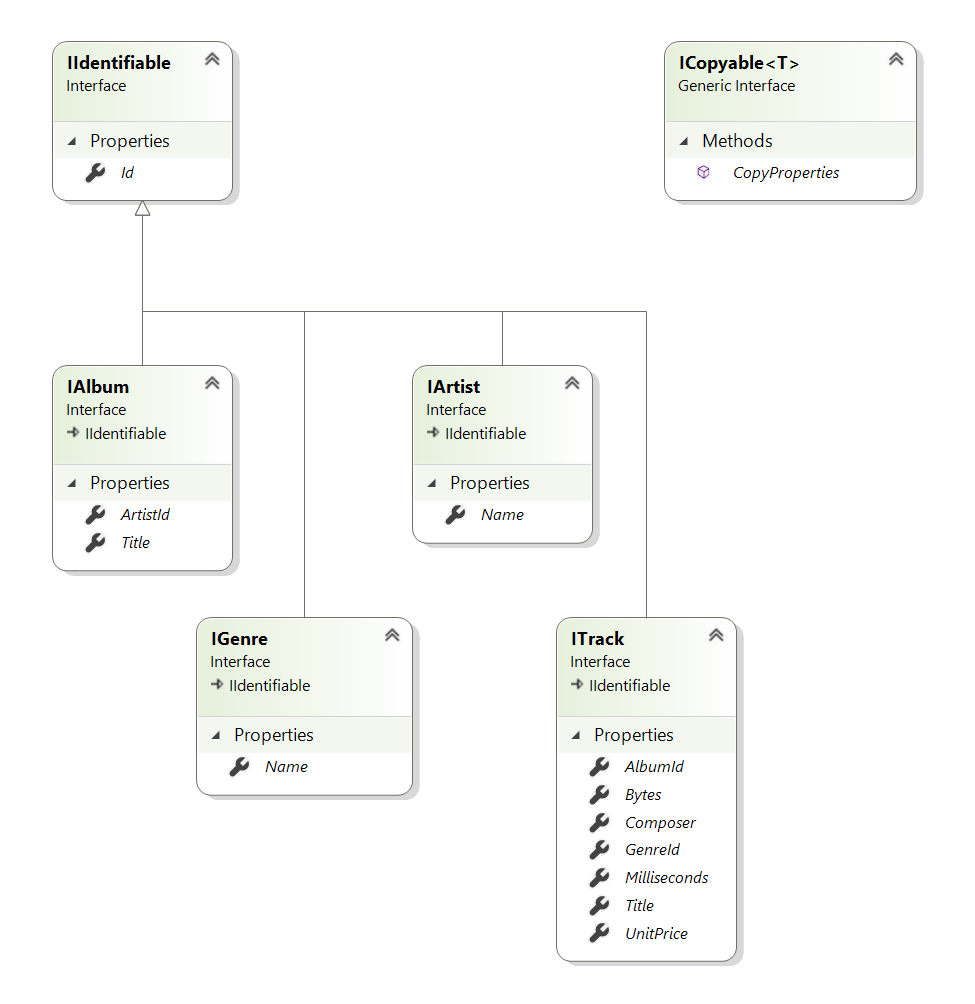 IIdentifiable
Interface
Properties
Id
ICopyable<T>
Generic Interface
Methods
CopyProperties
IAlbum
Interface
IIdentifiable
Properties
ArtistId
Title
IArtist
Interface
IIdentifiable
Properties
Name
IGenre
Interface
IIdentifiable
Properties
Name
ITrack
Interface
IIdentifiable
Properties
AlbumId
Bytes
Composer
GenreId
Milliseconds
Title
UnitPrice